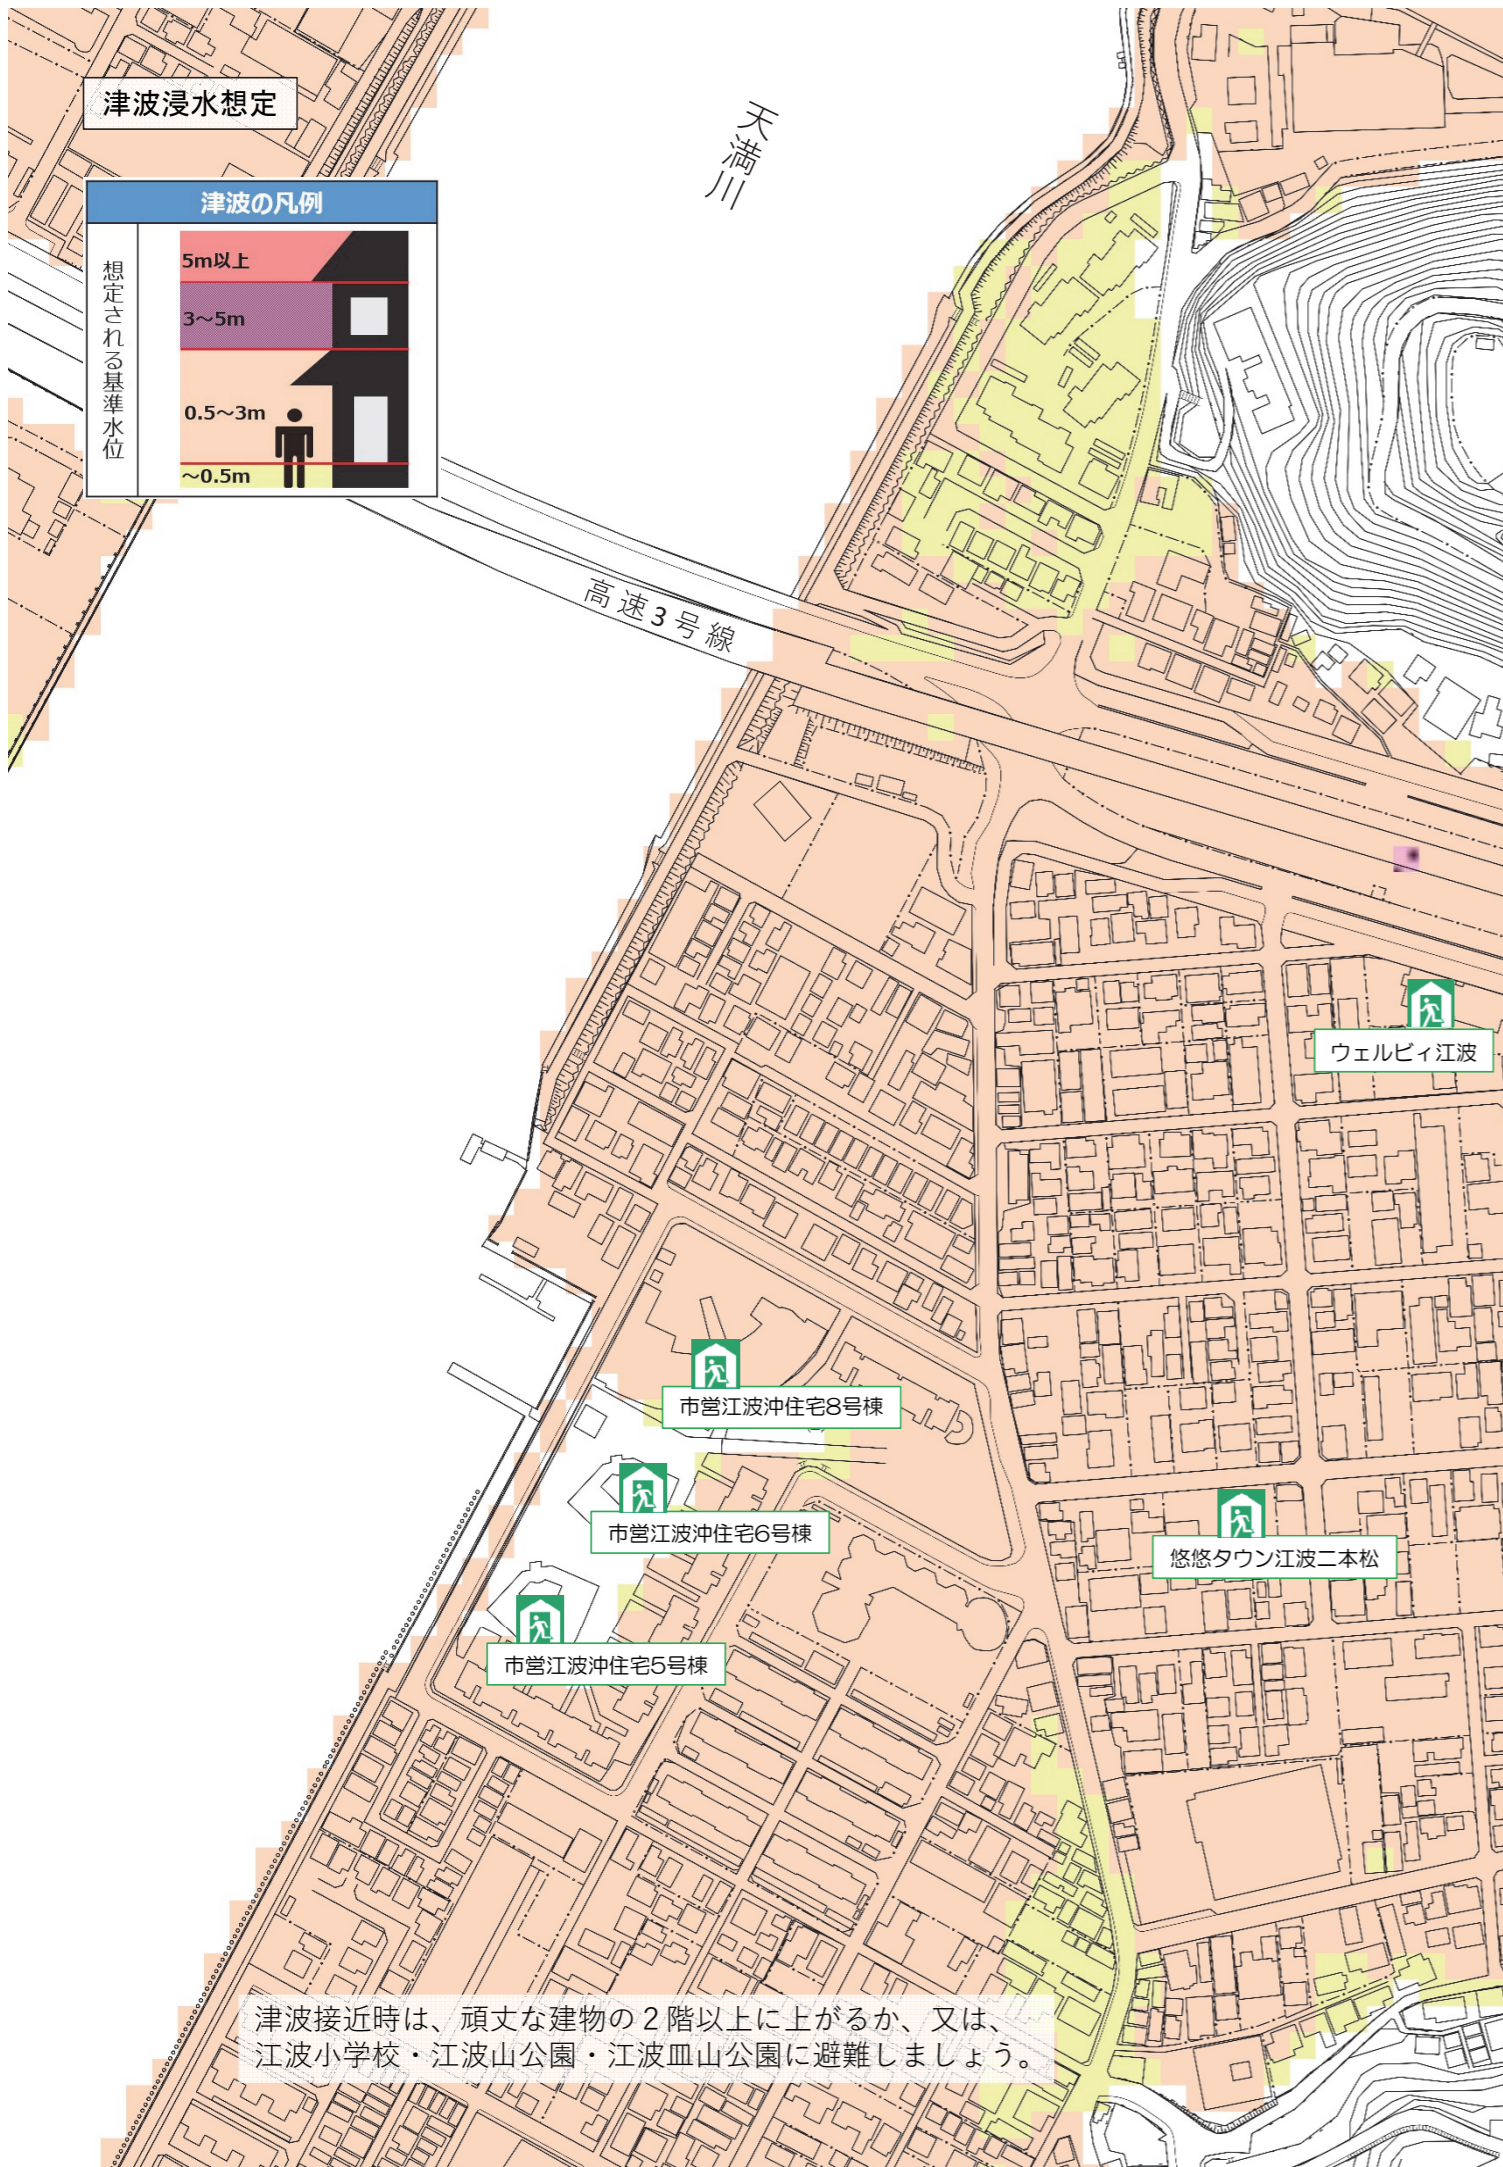 津波浸水想定
天満川
津波の凡例
想定される基準水位
5m以上
3～5m
0.5～3m
～0.5m
高速3号線
ウェルビィ江波
市営江波沖住宅8号棟
市営江波沖住宅6号棟
悠悠タウン江波二本松
市営江波沖住宅5号棟
津波接近時は、頑丈な建物の２階以上に上がるか、又は、
江波小学校・江波山公園・江波皿山公園に避難しましょう。